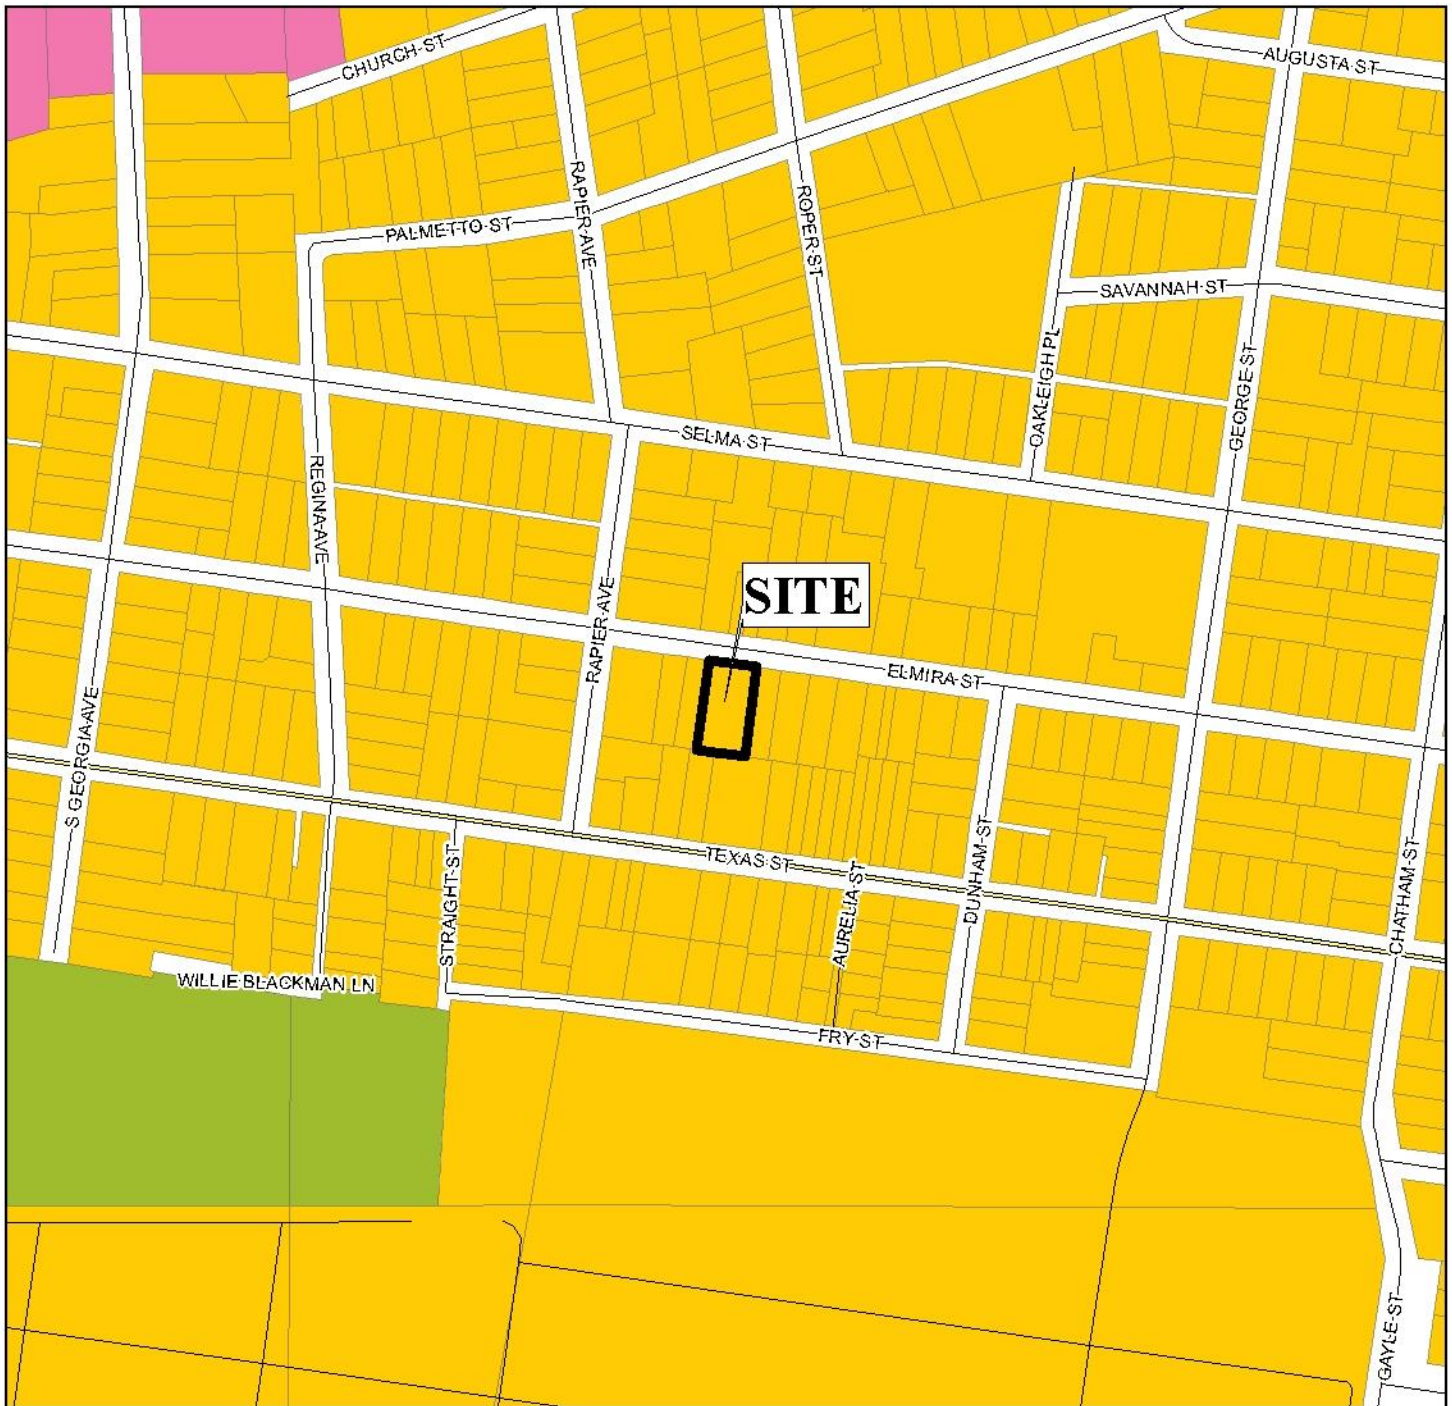 CHURCH ST
AUGUSTA ST
RAPIER AVE
ROPER ST
PALMETTO ST
SAVANNAH ST
OAKLEIGH PL
GEORGE ST
SELMA ST
REGINA AVE
SITE
RAPIER AVE
ELMIRA ST
S GEORGIA AVE
TEXAS ST
STRAIGHT ST
AURELIA ST
DUNHAM ST
CHATHAM ST
WILLIE BLACKMAN LN
FRY ST
GAYLE ST